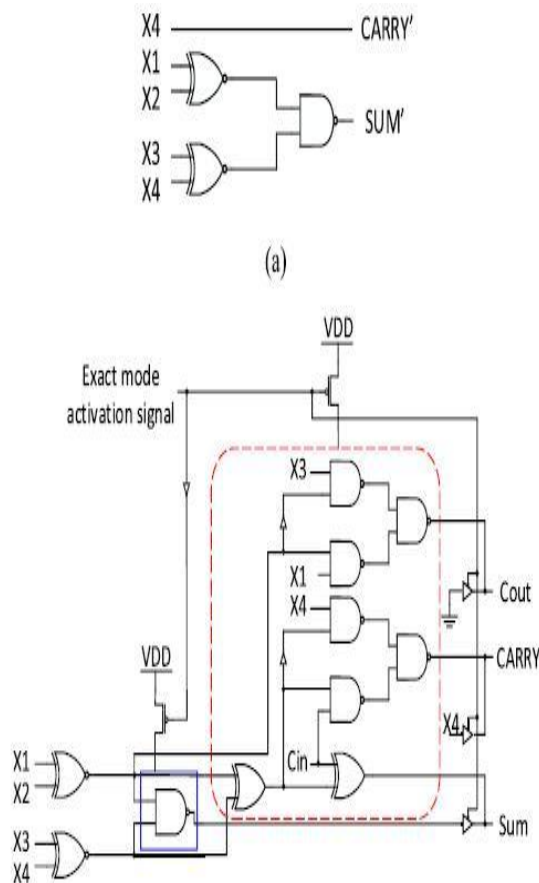 X4 CARRY'
X1
X2
SUM'
X3
X4
(a)
VDD
Exact mode
activation signal
X3
X1
X4
Cout
CARRY
VDD
X4
X1
X2
Cin
Sum
X3
X4